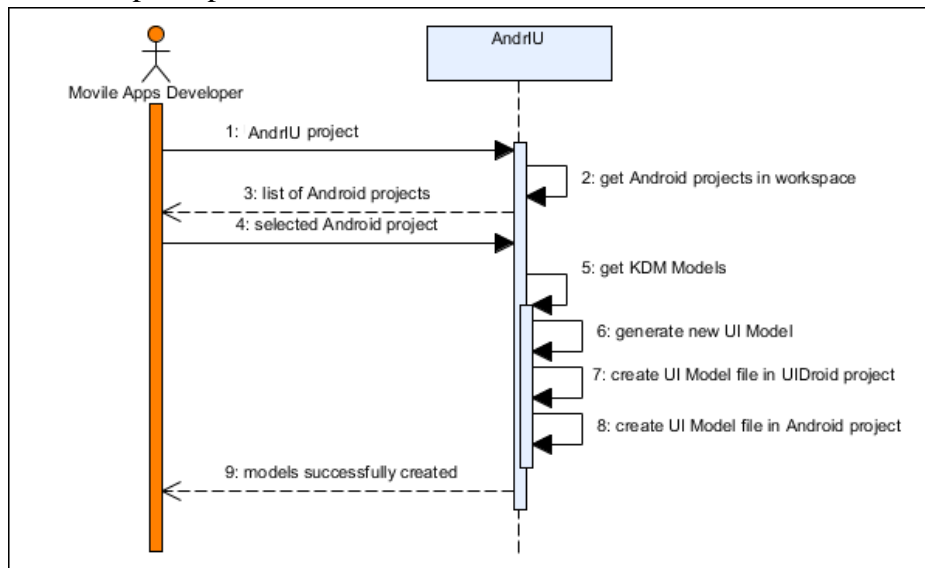 AndrIU
Movile Apps Developer
1: AndrIU project
2: get Android projects in workspace
3: list of Android projects
4: selected Android project
5: get KDM Models
6: generate new UI Model
7: create UI Model file in UIDroid project
8: create UI Model file in Android project
9: models successfully created